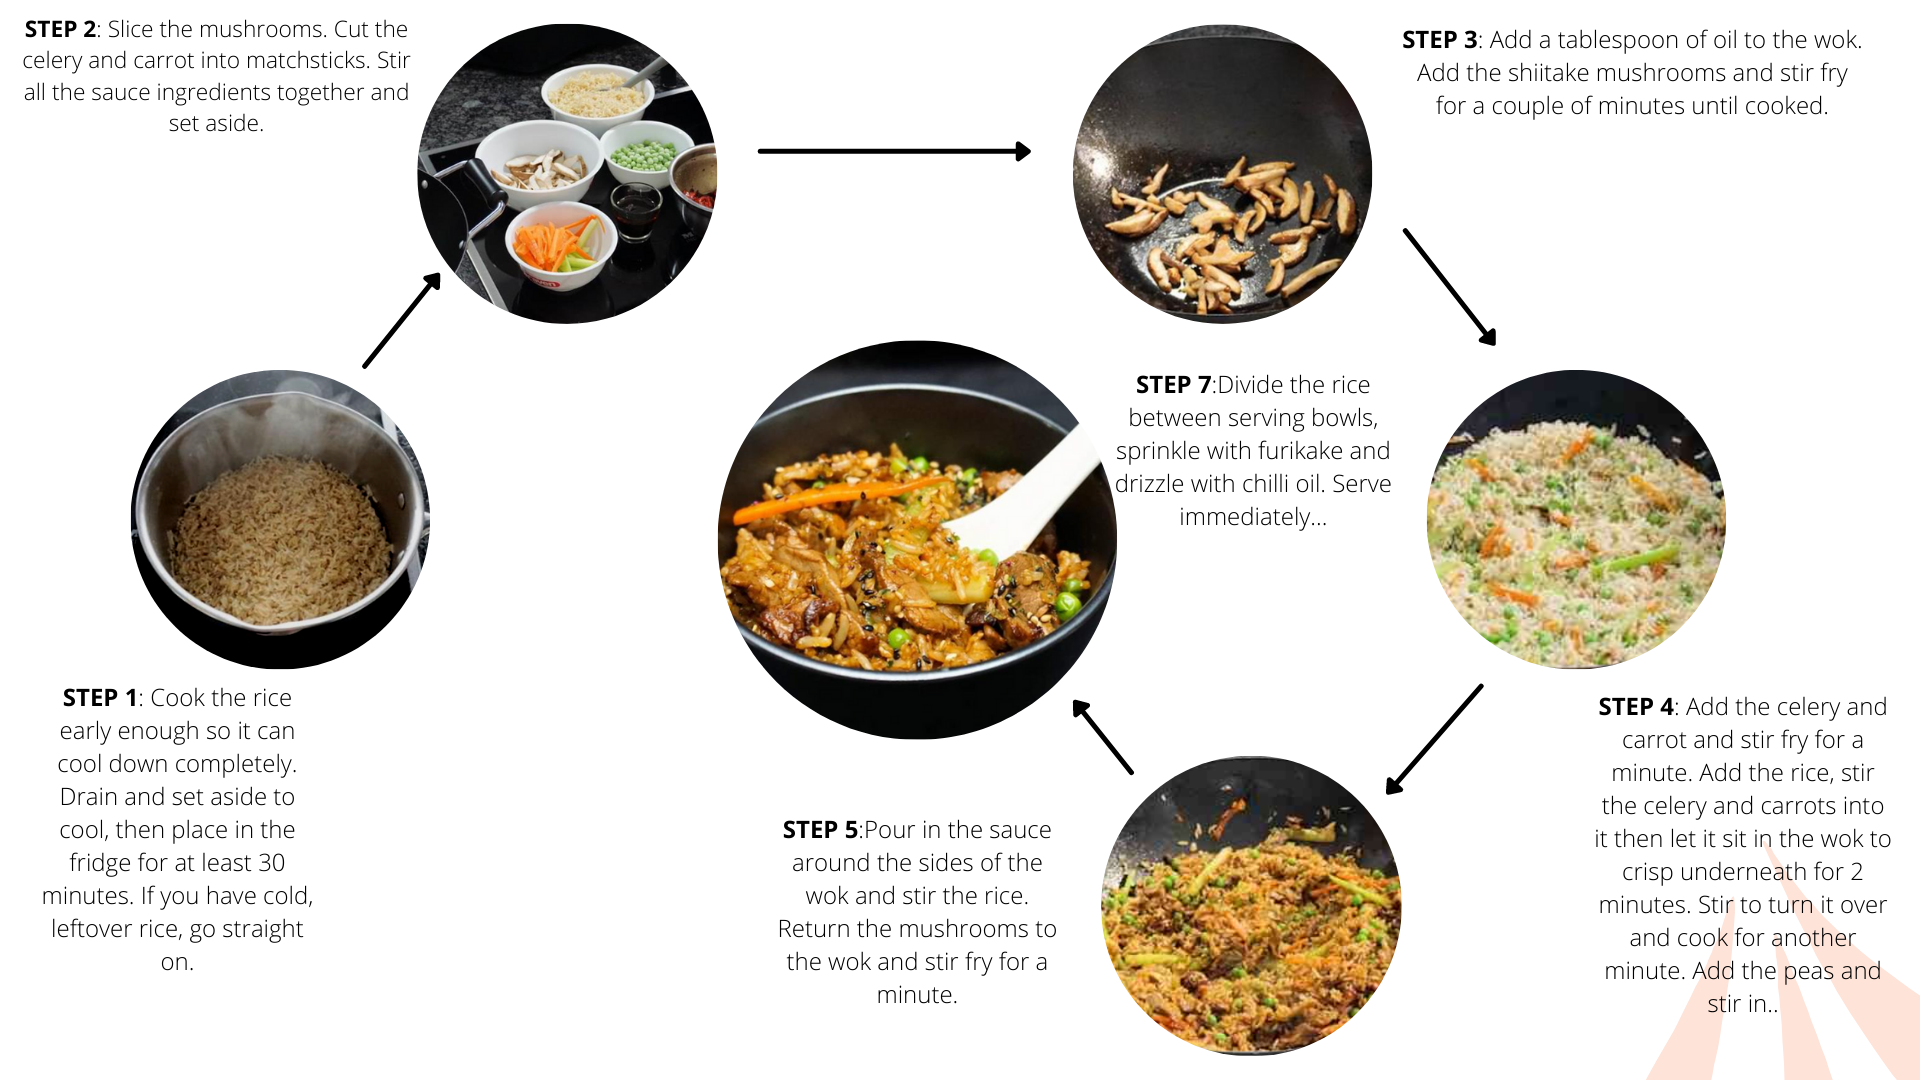 STEP 1: Cook the rice
early enough so it can
cool down completely.
Drain and set aside to
cool, then place in the
fridge for at least 30
minutes. If you have cold,
leftover rice, go straight
on.
STEP 2: Slice the mushrooms. Cut the
celery and carrot into matchsticks. Stir
all the sauce ingredients together and
set aside.
STEP 3: Add a tablespoon of oil to the wok.
Add the shiitake mushrooms and stir fry
for a couple of minutes until cooked.
STEP 4: Add the celery and
carrot and stir fry for a
minute. Add the rice, stir
the celery and carrots into
it then let it sit in the wok to
crisp underneath for 2
minutes. Stir to turn it over
and cook for another
minute. Add the peas and
stir in..
STEP 5:Pour in the sauce
around the sides of the
wok and stir the rice.
Return the mushrooms to
the wok and stir fry for a
minute.
STEP 7:Divide the rice
between serving bowls,
sprinkle with furikake and
drizzle with chilli oil. Serve
immediately...